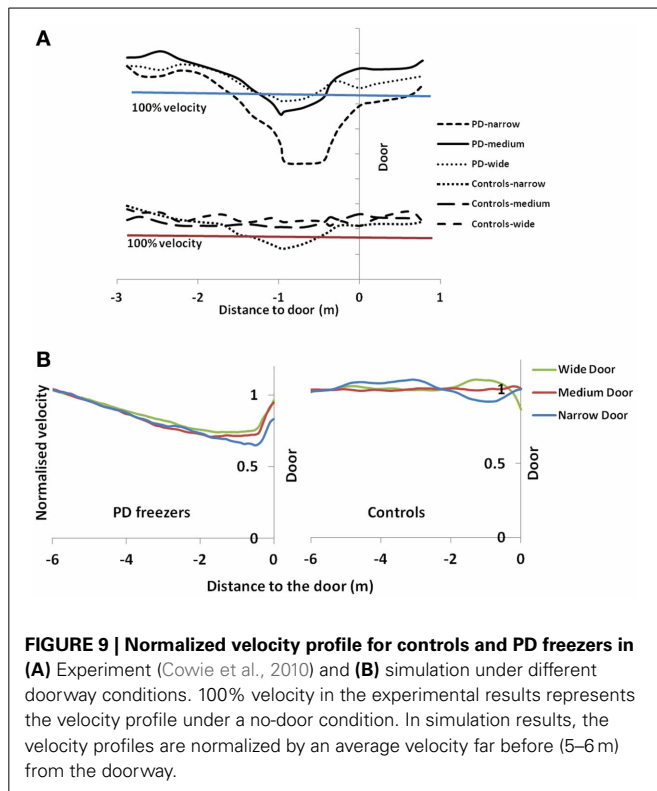 A
100% velocity
Door
PD-narrow
PD-medium
PD-wide
Controls-narrow
Controls-medium
Controls-wide
100% velocity
-3 -2 -1 0 1
Distance to door (m)
B
Normalised velocity
1
0.5
0
Door
PD freezers
-6 -4 -2 0
1
0.5
0
Door
Controls
-6 -4 -2 0
Wide Door
Medium Door
Narrow Door
Distance to the door (m)
FIGURE 9 | Normalized velocity profile for controls and PD freezers in
(A) Experiment (Cowie et al., 2010) and (B) simulation under different
doorway conditions. 100% velocity in the experimental results represents
the velocity profile under a no-door condition. In simulation results, the
velocity profiles are normalized by an average velocity far before (5–6 m)
from the doorway.